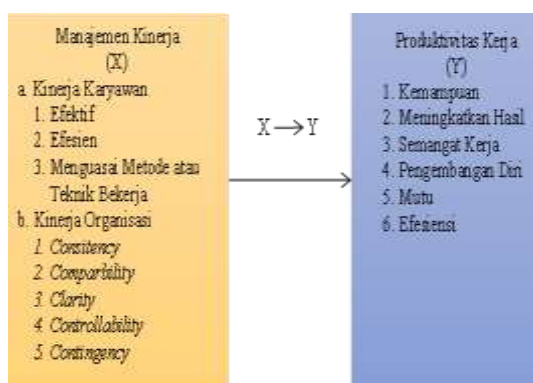 Manajemen Kinerja
(X)
a. Kinerja Karyawan
1. Efektif
2. Efesien
3. Menguasai Metode atau
Teknik Bekerja
b. Kinerja Organisasi
1. Consitency
2. Comparbility
3. Clarity
4. Controllability
5. Contingency
X → Y
Produktivitas Kerja
(Y)
1. Kemampuan
2. Meningkatkan Hasil
3. Semangat Kerja
4. Pengembangan Diri
5. Mutu
6. Efesiensi